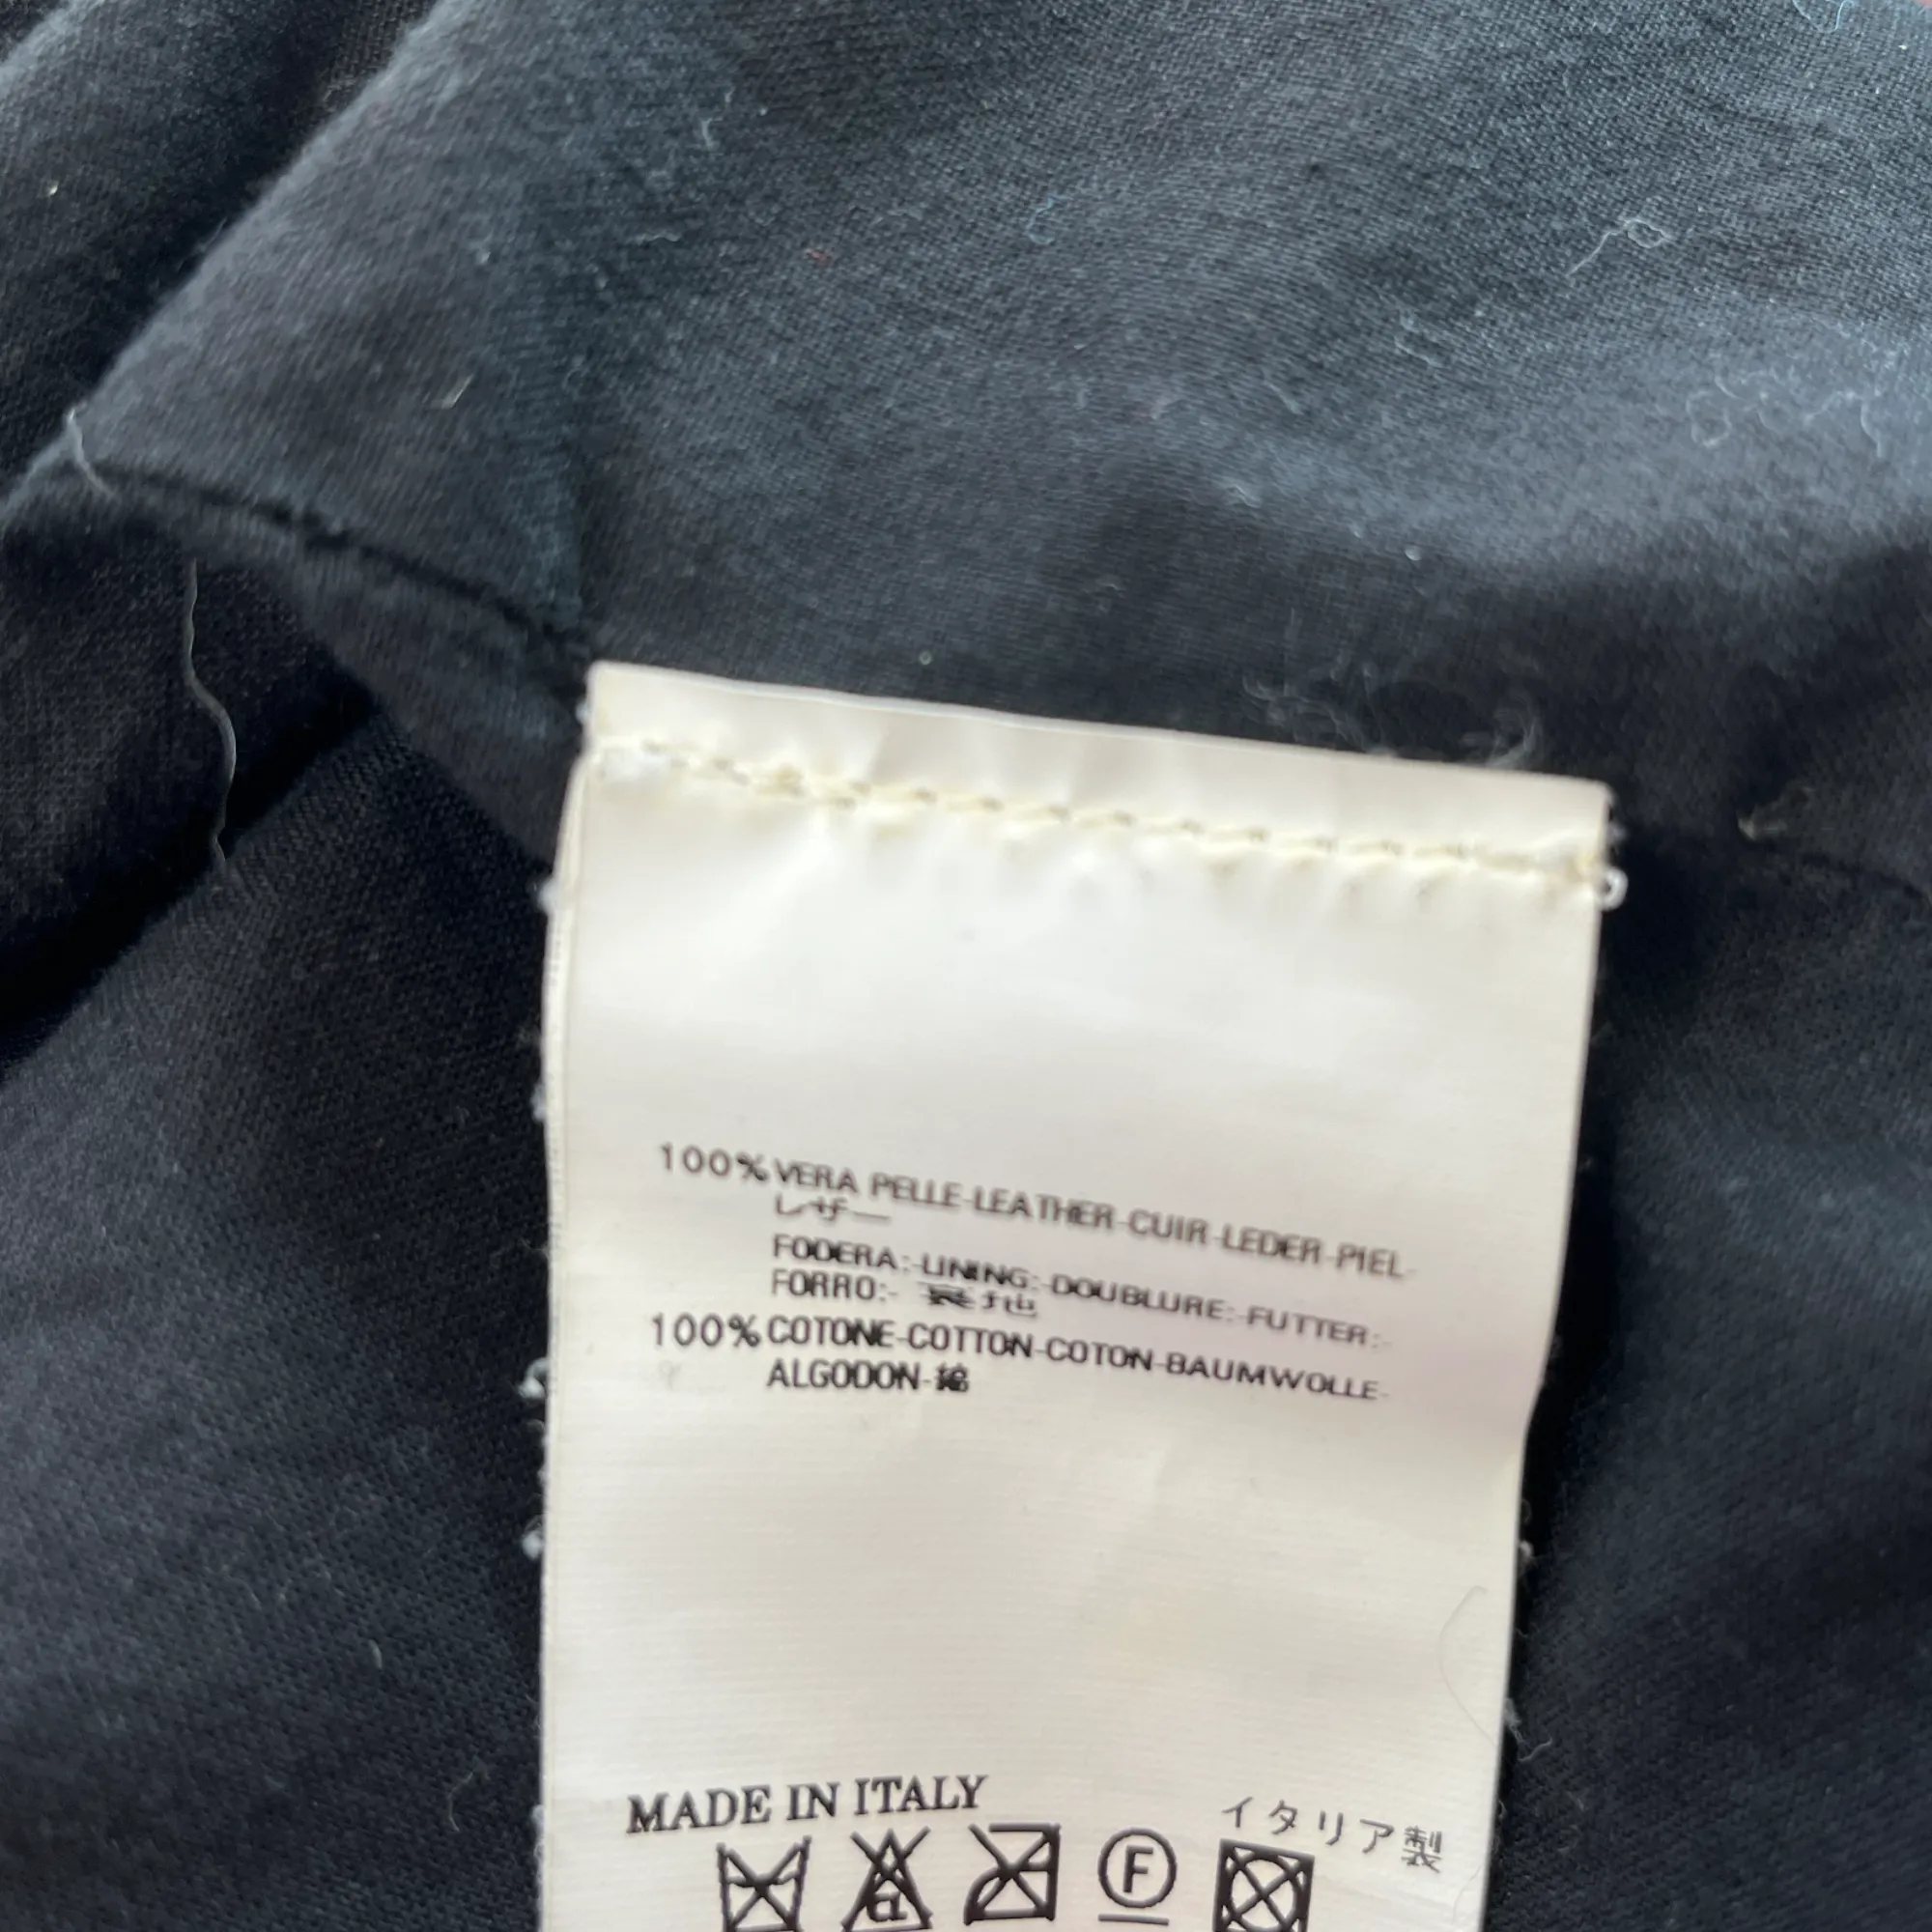 100% VERA PELLE-LEATHER-CUIR-LEDER-PIEL-
レザー
FODERA:-LINING:-DOUBLURE:-FUTTER:-
FORRO:- 裏地
100% COTONE-COTTON-COTON-BAUMWOLLE-
ALGODON-綿
MADE IN ITALY
イタリア製
F